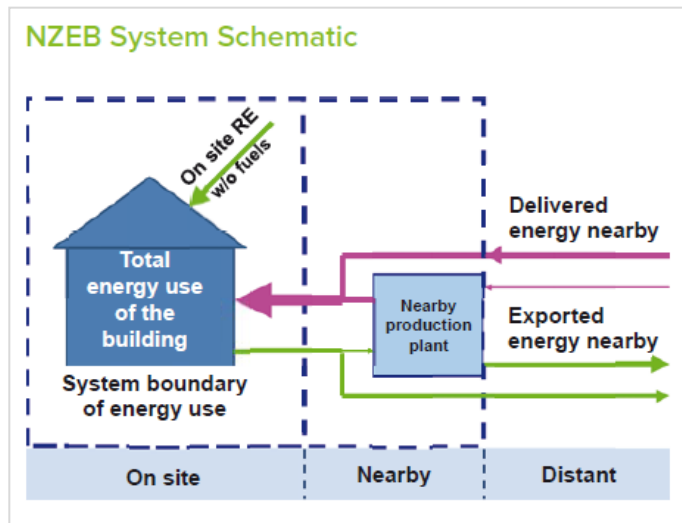 NZEB System Schematic
On site RE
w/o fuels
Total
energy use
of the
building
System boundary
of energy use
Nearby
production
plant
Delivered
energy nearby
Exported
energy nearby
On site
Nearby
Distant